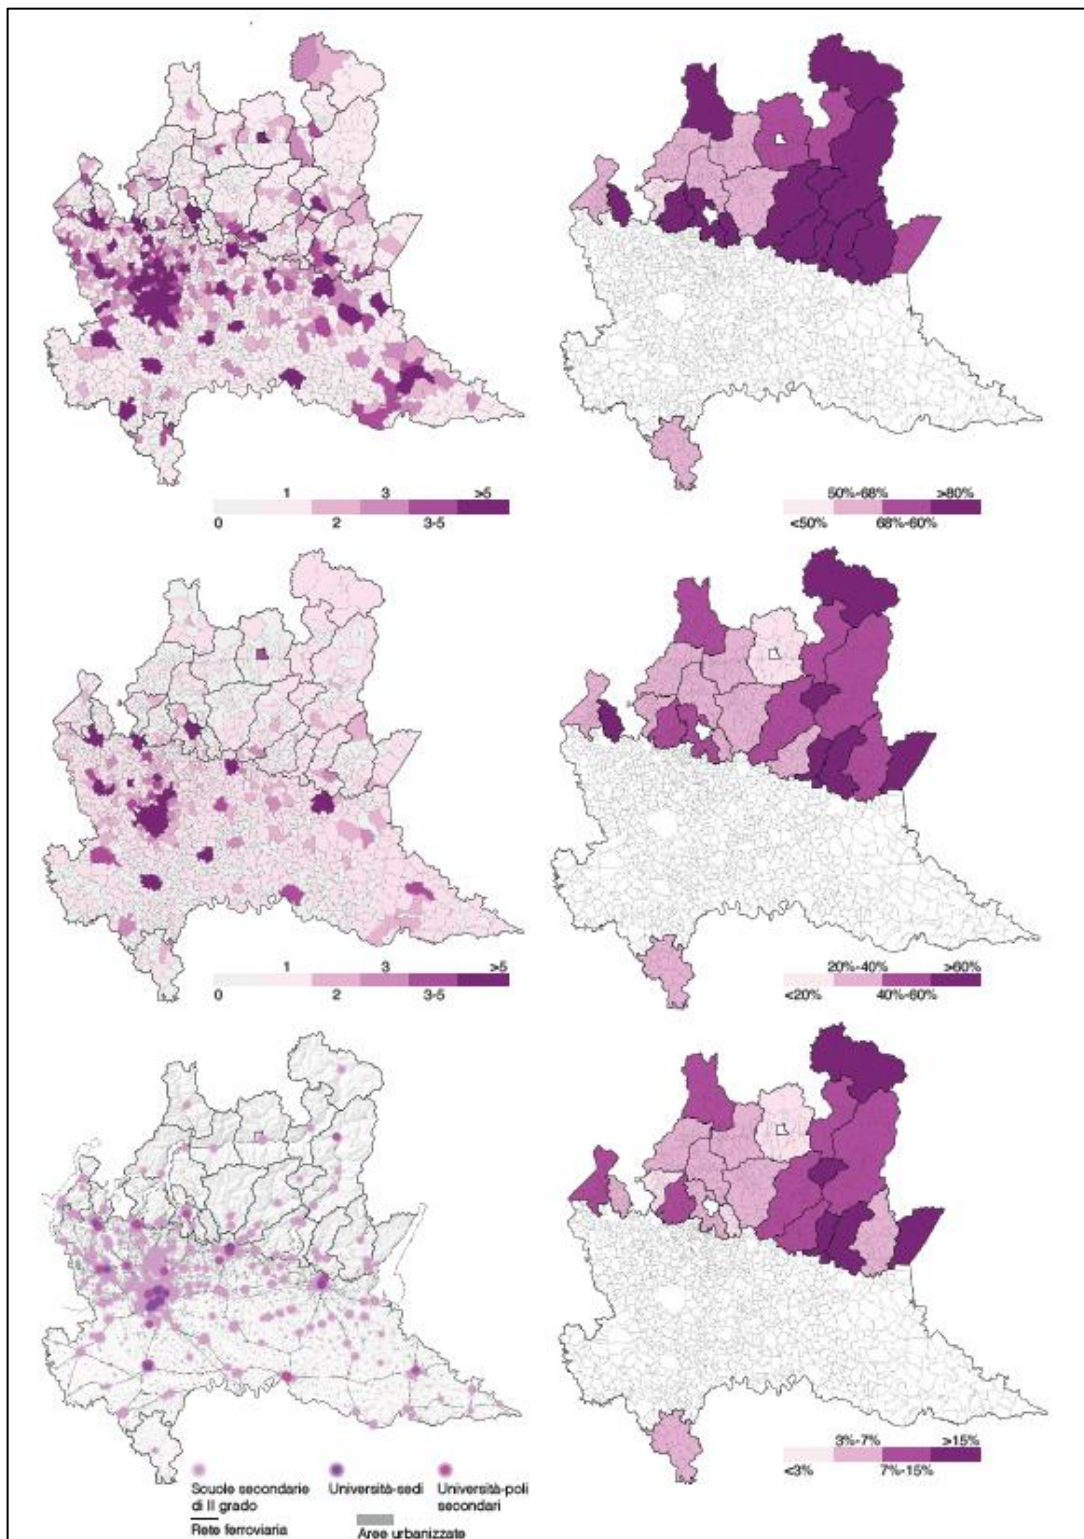 1 3 >5
0 2 3-5
50%-68% >80%
<50% 68%-60%
1 3 >5
0 2 3-5
20%-40% >60%
<20% 40%-60%
3%-7% >15%
<3% 7%-15%
Scuole secondarie
di II grado
Università-sedi
Università-poli
secondari
Rete ferroviaria
Aree urbanizzate